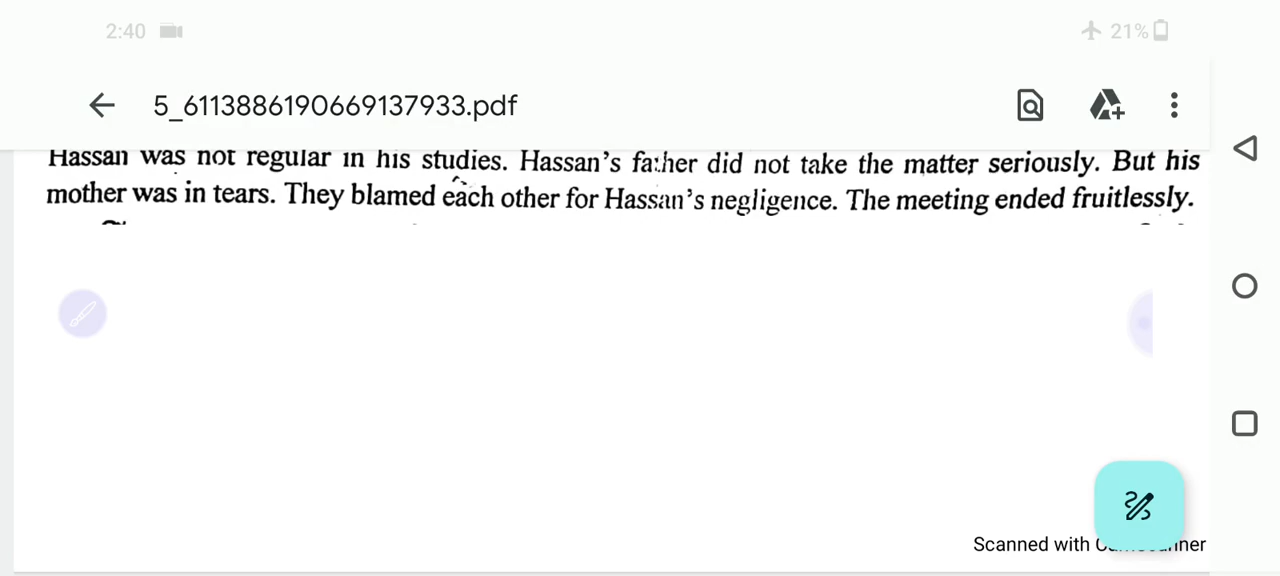 2:40
21%
5_6113886190669137933.pdf
Hassan was not regular in his studies. Hassan's father did not take the matter seriously. But his
mother was in tears. They blamed each other for Hassan's negligence. The meeting ended fruitlessly.
Scanned with